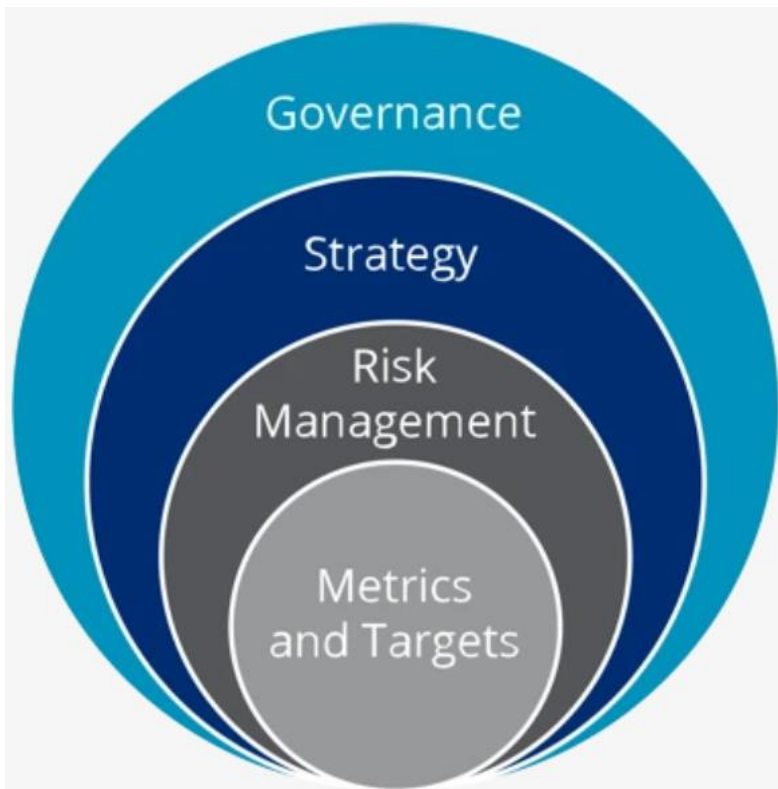 Governance
Strategy
Risk
Management
Metrics
and Targets